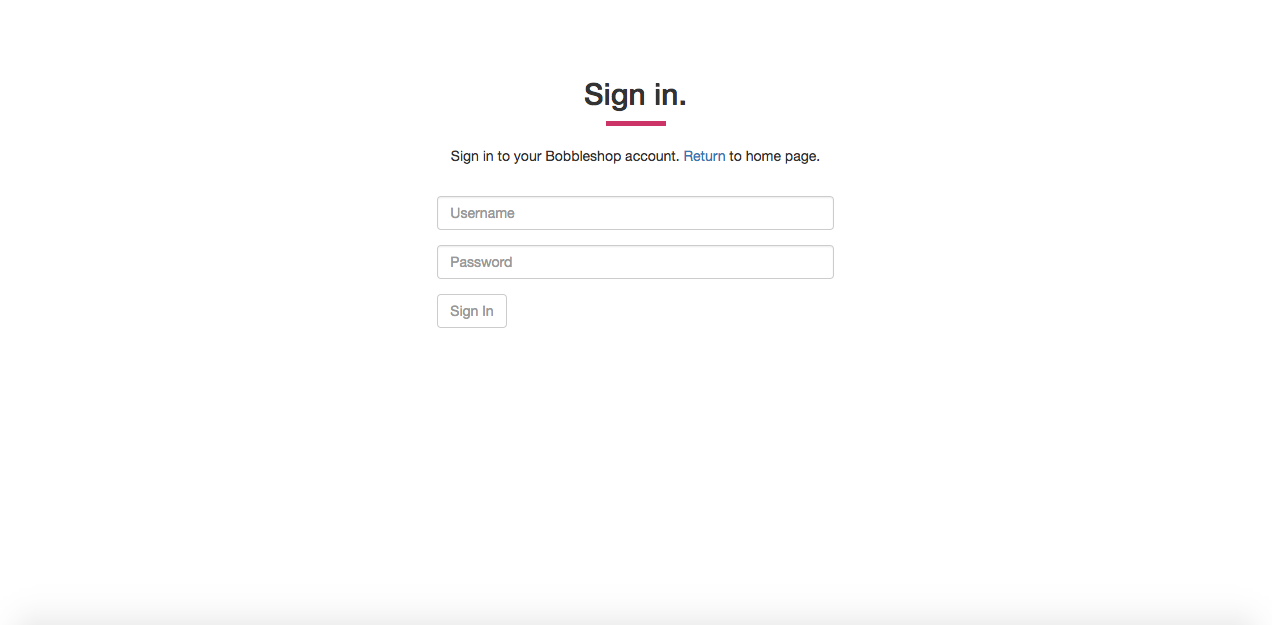 Sign in.
Sign in to your Bobbleshop account. Return to home page.
Username
Password
Sign In